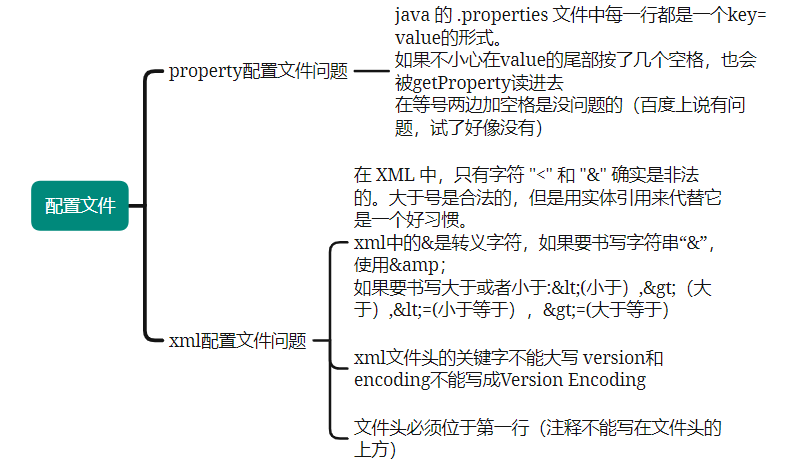 配置文件
property配置文件问题
java 的 .properties 文件中每一行都是一个key=
value的形式。
如果不小心在value的尾部按了几个空格，也会
被getProperty读进去
在等号两边加空格是没问题的（百度上说有问
题，试了好像没有）
xml配置文件问题
在 XML 中，只有字符 "<" 和 "&" 确实是非法
的。大于号是合法的，但是用实体引用来代替它
是一个好习惯。
xml中的&是转义字符，如果要书写字符串“&”，
使用&amp；
如果要书写大于或者小于:&lt;(小于）,&gt;（大
于）,&lt;=(小于等于），&gt;=(大于等于）
xml文件头的关键字不能大写 version和
encoding不能写成Version Encoding
文件头必须位于第一行（注释不能写在文件头的
上方）